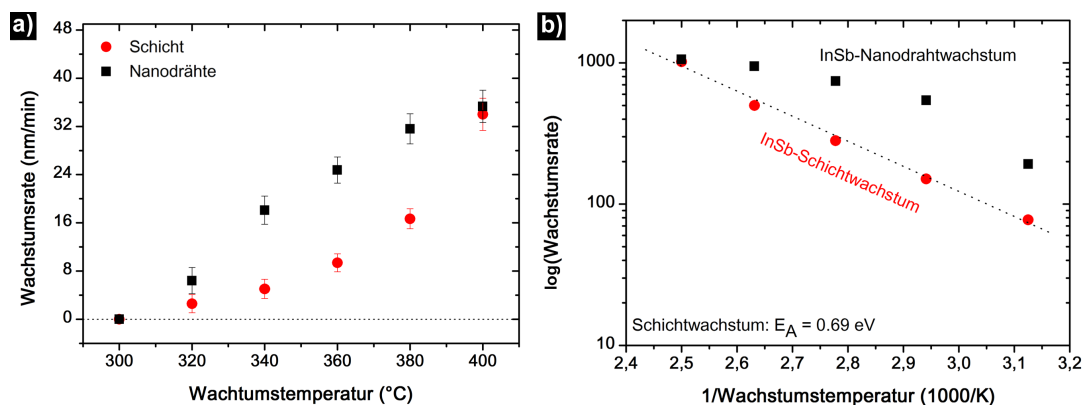 a)
48
40
32
24
16
8
0
Wachstumsrate (nm/min)
Schicht
Nanodrähte
300 320 340 360 380 400
Wachtumstemperatur (°C)
b)
1000
100
10
log(Wachstumsrate)
InSb-Nanodrahtwachstum
InSb-Schichtwachstum
Schichtwachstum: EA = 0.69 eV
2,4 2,5 2,6 2,7 2,8 2,9 3,0 3,1 3,2
1/Wachstumstemperatur (1000/K)